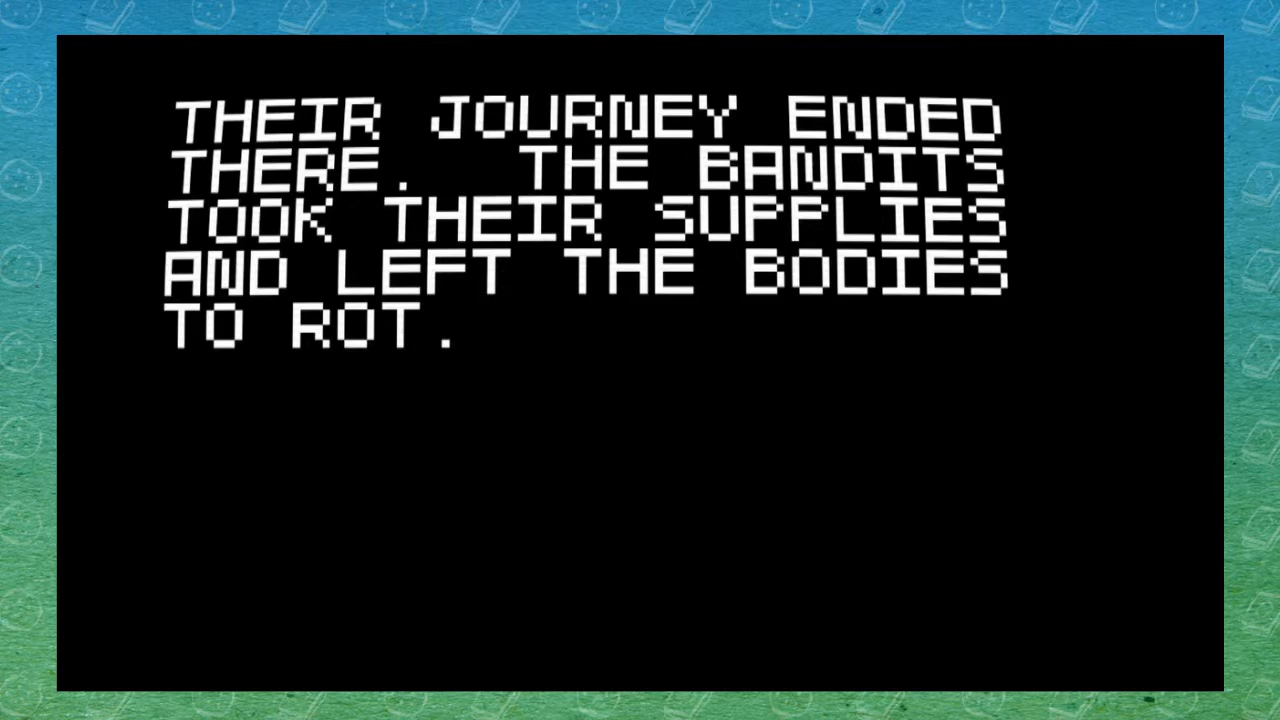 THEIR JOURNEY ENDED
THERE.  THE BANDITS
TOOK THEIR SUPPLIES
AND LEFT THE BODIES
TO ROT.